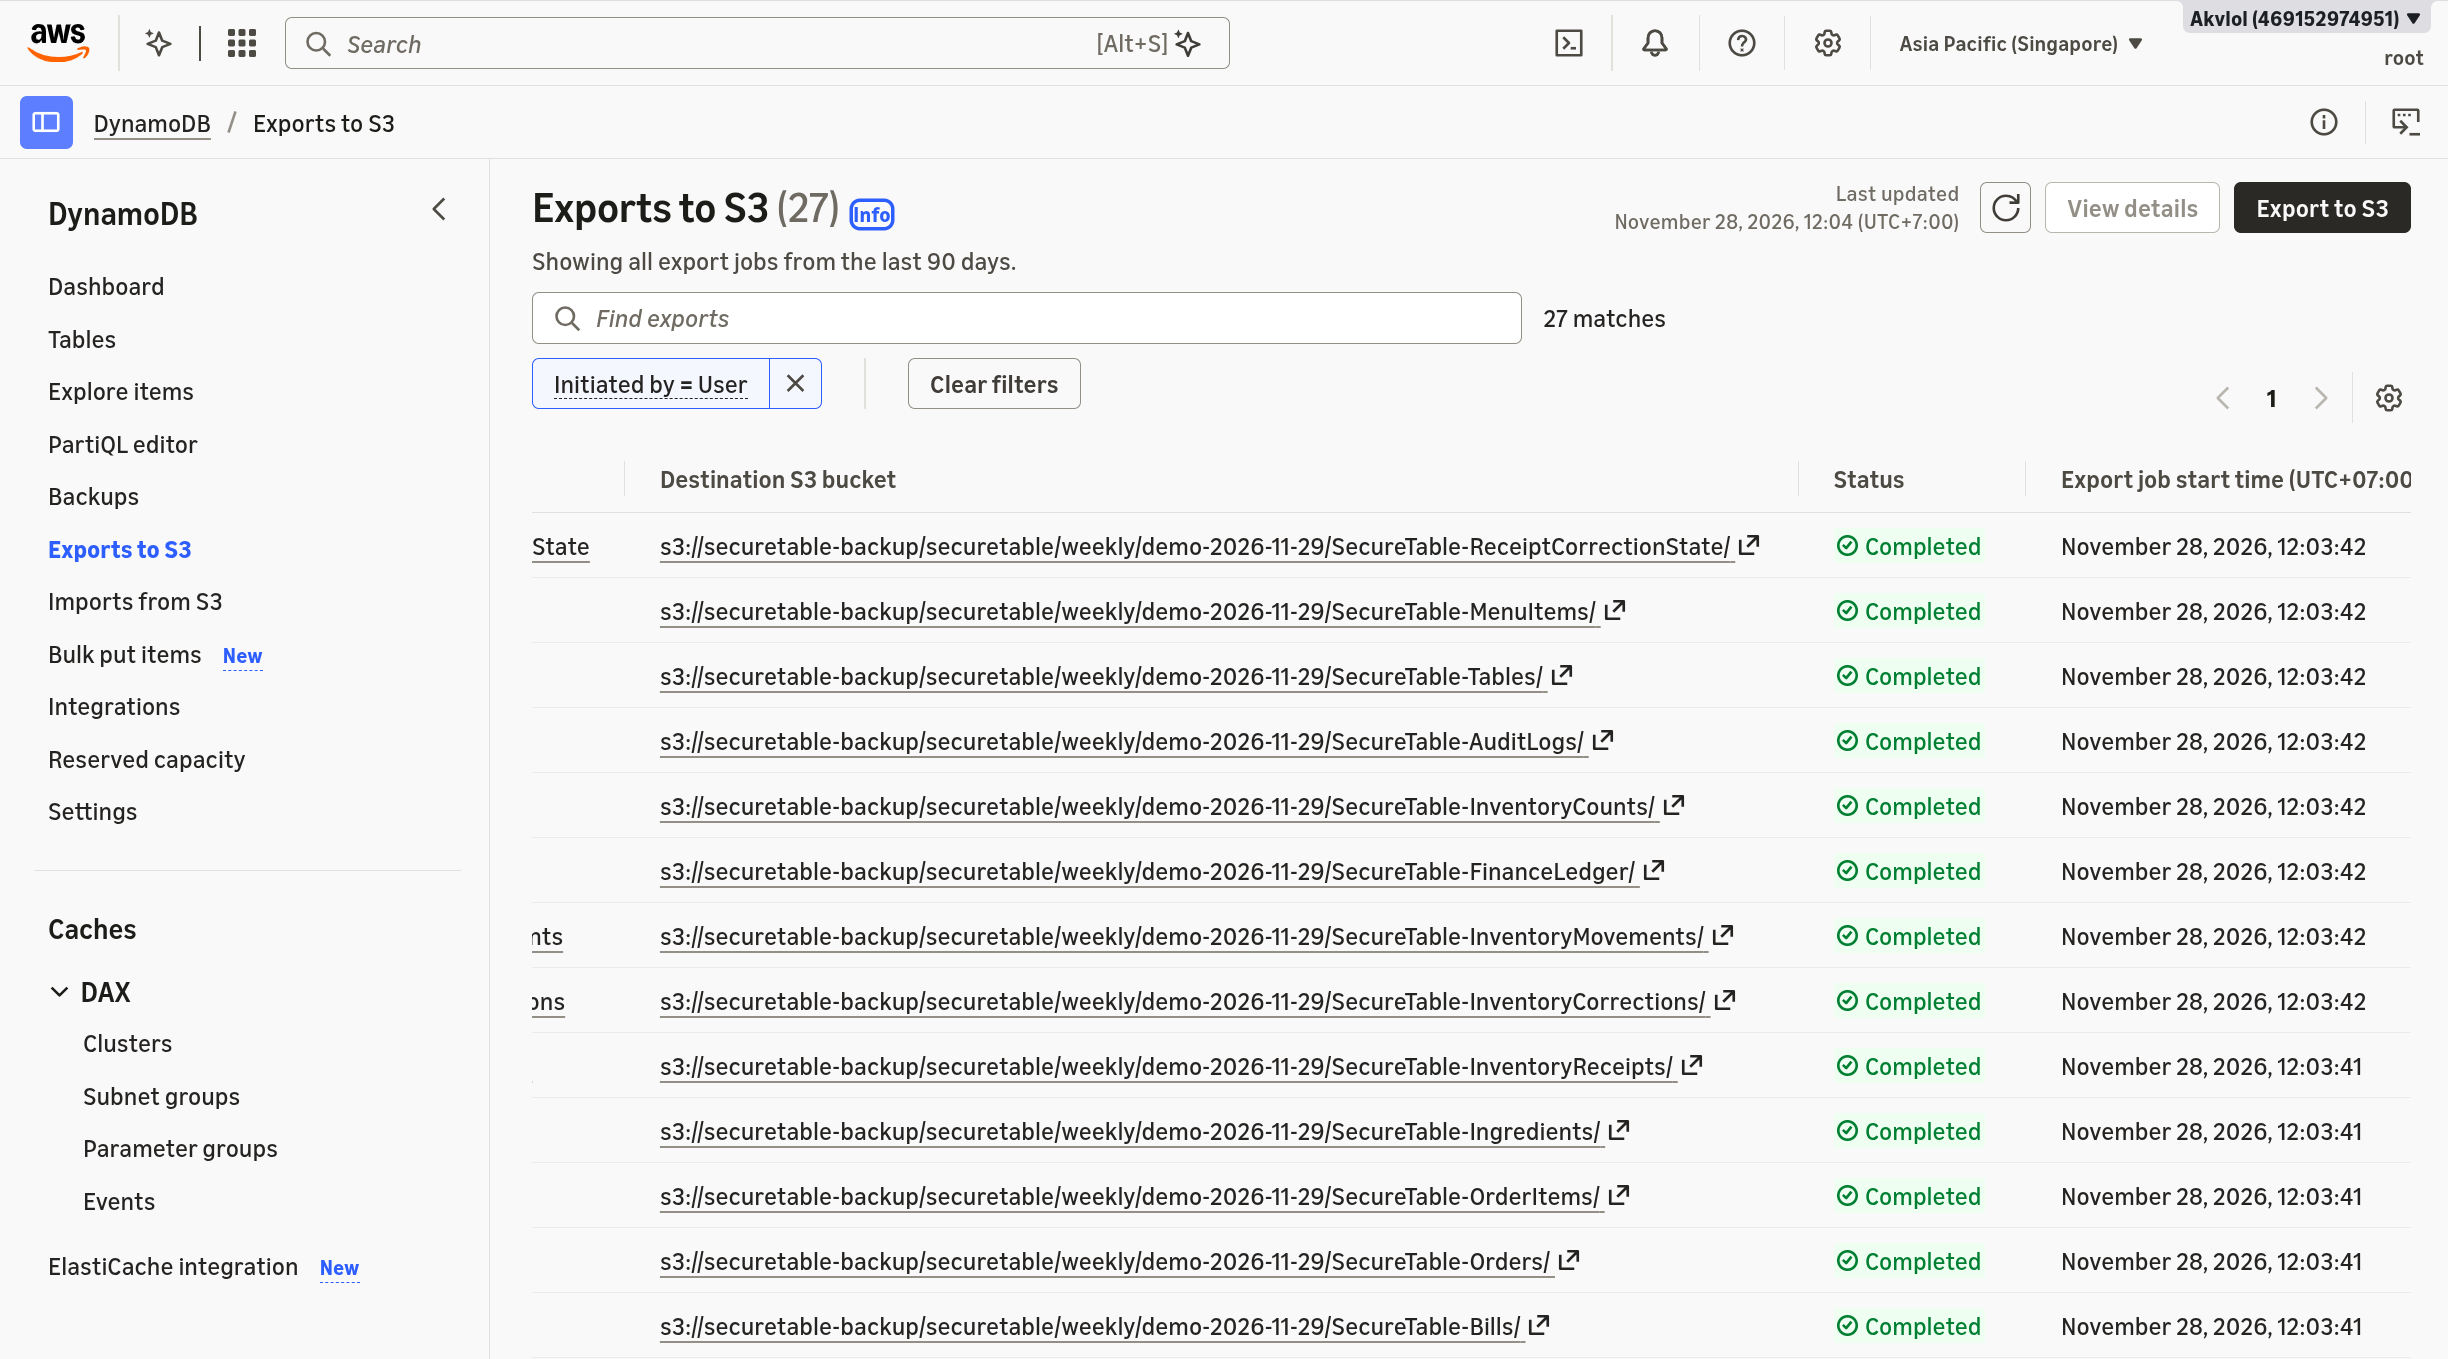 aws
Search
[Alt+S]
Asia Pacific (Singapore)
Akvlol (469152974951)
root
DynamoDB / Exports to S3
DynamoDB
Dashboard
Tables
Explore items
PartiQL editor
Backups
Exports to S3
Imports from S3
Bulk put items New
Integrations
Reserved capacity
Settings
Caches
DAX
Clusters
Subnet groups
Parameter groups
Events
ElastiCache integration New
Exports to S3 (27) Info
Showing all export jobs from the last 90 days.
Last updated
November 28, 2026, 12:04 (UTC+7:00)
View details
Export to S3
Find exports
27 matches
Initiated by = User
Clear filters
1
Destination S3 bucket Status Export job start time (UTC+07:00
State s3://securetable-backup/securetable/weekly/demo-2026-11-29/SecureTable-ReceiptCorrectionState/ Completed November 28, 2026, 12:03:42
s3://securetable-backup/securetable/weekly/demo-2026-11-29/SecureTable-MenuItems/ Completed November 28, 2026, 12:03:42
s3://securetable-backup/securetable/weekly/demo-2026-11-29/SecureTable-Tables/ Completed November 28, 2026, 12:03:42
s3://securetable-backup/securetable/weekly/demo-2026-11-29/SecureTable-AuditLogs/ Completed November 28, 2026, 12:03:42
s3://securetable-backup/securetable/weekly/demo-2026-11-29/SecureTable-InventoryCounts/ Completed November 28, 2026, 12:03:42
s3://securetable-backup/securetable/weekly/demo-2026-11-29/SecureTable-FinanceLedger/ Completed November 28, 2026, 12:03:42
nts s3://securetable-backup/securetable/weekly/demo-2026-11-29/SecureTable-InventoryMovements/ Completed November 28, 2026, 12:03:42
ons s3://securetable-backup/securetable/weekly/demo-2026-11-29/SecureTable-InventoryCorrections/ Completed November 28, 2026, 12:03:42
s3://securetable-backup/securetable/weekly/demo-2026-11-29/SecureTable-InventoryReceipts/ Completed November 28, 2026, 12:03:41
s3://securetable-backup/securetable/weekly/demo-2026-11-29/SecureTable-Ingredients/ Completed November 28, 2026, 12:03:41
s3://securetable-backup/securetable/weekly/demo-2026-11-29/SecureTable-OrderItems/ Completed November 28, 2026, 12:03:41
s3://securetable-backup/securetable/weekly/demo-2026-11-29/SecureTable-Orders/ Completed November 28, 2026, 12:03:41
s3://securetable-backup/securetable/weekly/demo-2026-11-29/SecureTable-Bills/ Completed November 28, 2026, 12:03:41